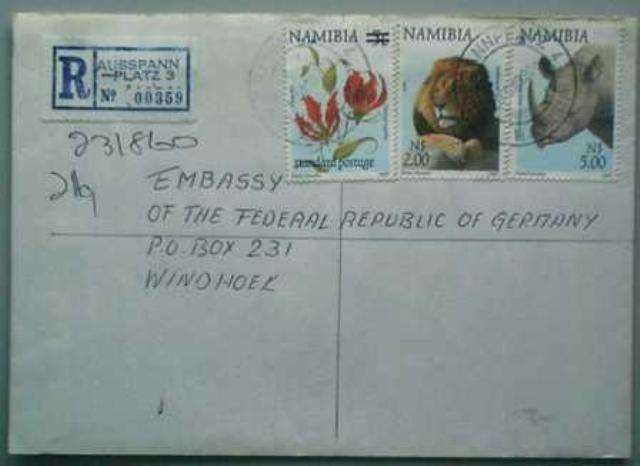 R AUSSPANN
PLATZ 3
Nº 00359
NAMIBIA
standard postage
NAMIBIA
N$
2.00
NAMIBIA
N$
5.00
231860
21g
EMBASSY
OF THE FEDERAL REPUBLIC OF GERMANY
P.O. BOX 231
WINDHOEK